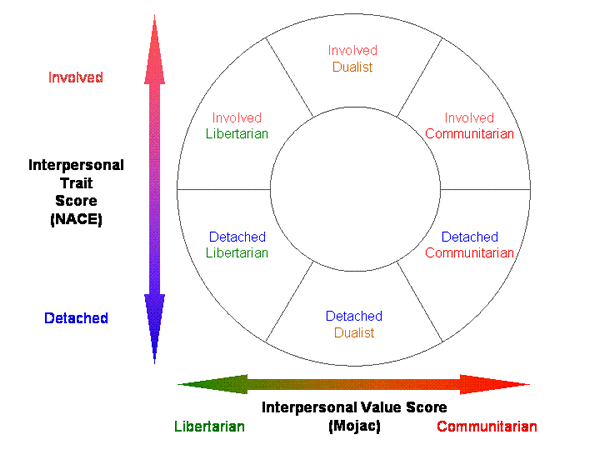 Involved
Interpersonal
Trait
Score
(NACE)
Detached
Involved
Dualist
Involved
Libertarian
Involved
Communitarian
Detached
Libertarian
Detached
Communitarian
Detached
Dualist
Interpersonal Value Score
(Mojac)
Libertarian
Communitarian